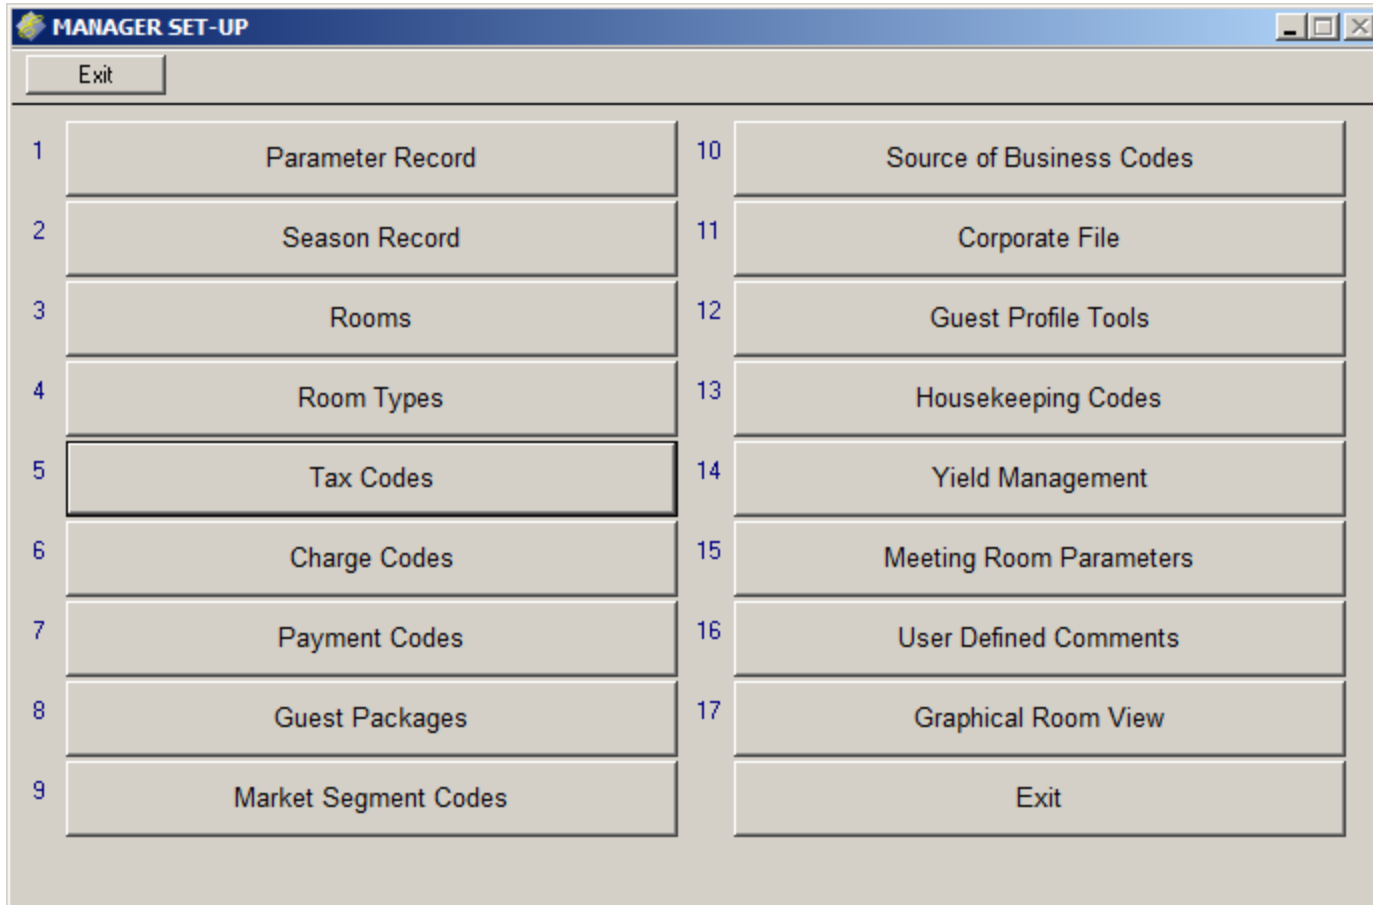 MANAGER SET-UP
Exit
1 Parameter Record
2 Season Record
3 Rooms
4 Room Types
5 Tax Codes
6 Charge Codes
7 Payment Codes
8 Guest Packages
9 Market Segment Codes
10 Source of Business Codes
11 Corporate File
12 Guest Profile Tools
13 Housekeeping Codes
14 Yield Management
15 Meeting Room Parameters
16 User Defined Comments
17 Graphical Room View
Exit